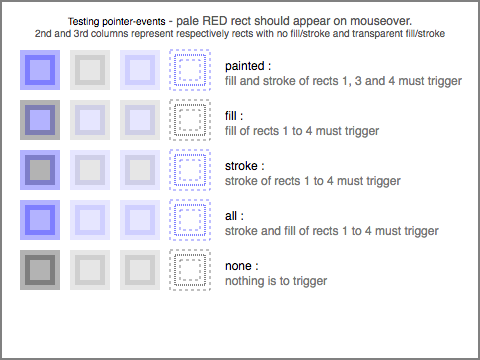 Testing pointer-events - pale RED rect should appear on mouseover.
2nd and 3rd columns represent respectively rects with no fill/stroke and transparent fill/stroke
painted :
fill and stroke of rects 1, 3 and 4 must trigger
fill :
fill of rects 1 to 4 must trigger
stroke :
stroke of rects 1 to 4 must trigger
all :
stroke and fill of rects 1 to 4 must trigger
none :
nothing is to trigger